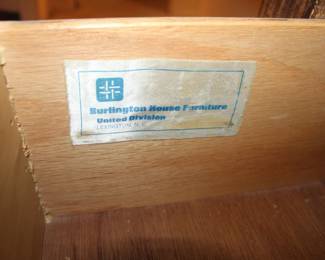 Burlington House Furniture
United Division
LEXINGTON, N.C.